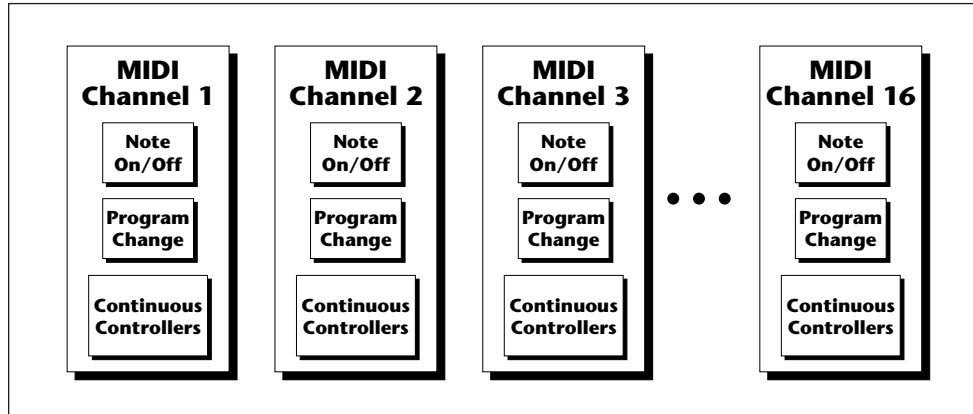 MIDI
Channel 1
Note
On/Off
Program
Change
Continuous
Controllers
MIDI
Channel 2
Note
On/Off
Program
Change
Continuous
Controllers
MIDI
Channel 3
Note
On/Off
Program
Change
Continuous
Controllers
• • •
MIDI
Channel 16
Note
On/Off
Program
Change
Continuous
Controllers